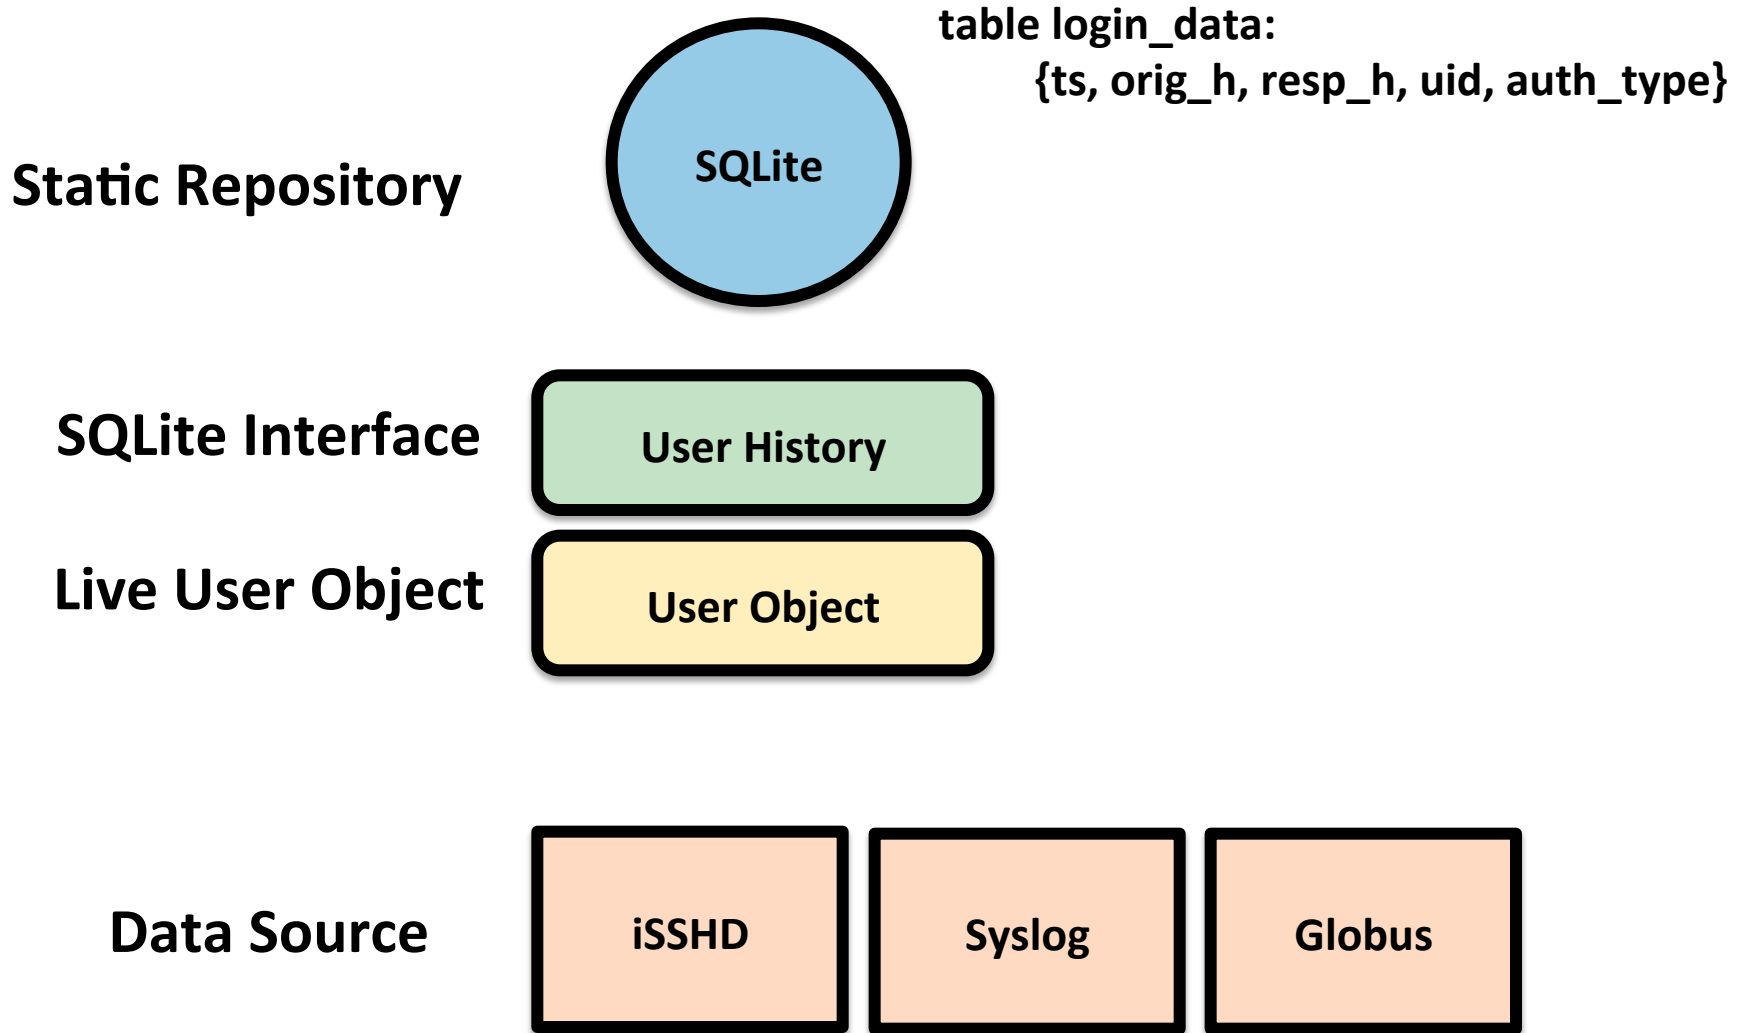 table login_data:
{ts, orig_h, resp_h, uid, auth_type}
Static Repository
SQLite
SQLite Interface
User History
Live User Object
User Object
Data Source
iSSHD
Syslog
Globus